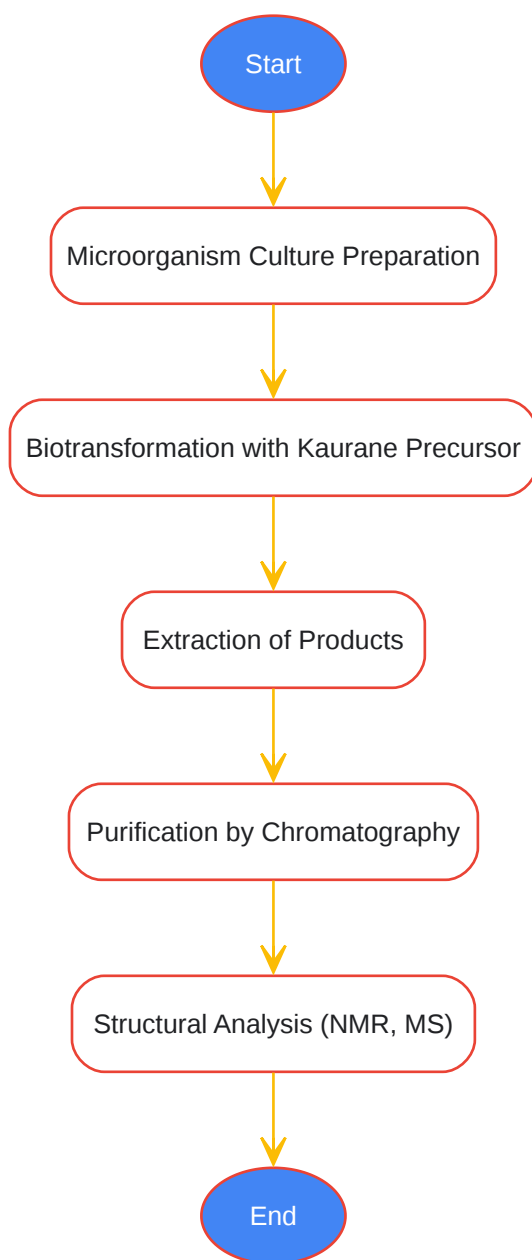 Start
Microorganism Culture Preparation
Biotransformation with Kaurane Precursor
Extraction of Products
Purification by Chromatography
Structural Analysis (NMR, MS)
End